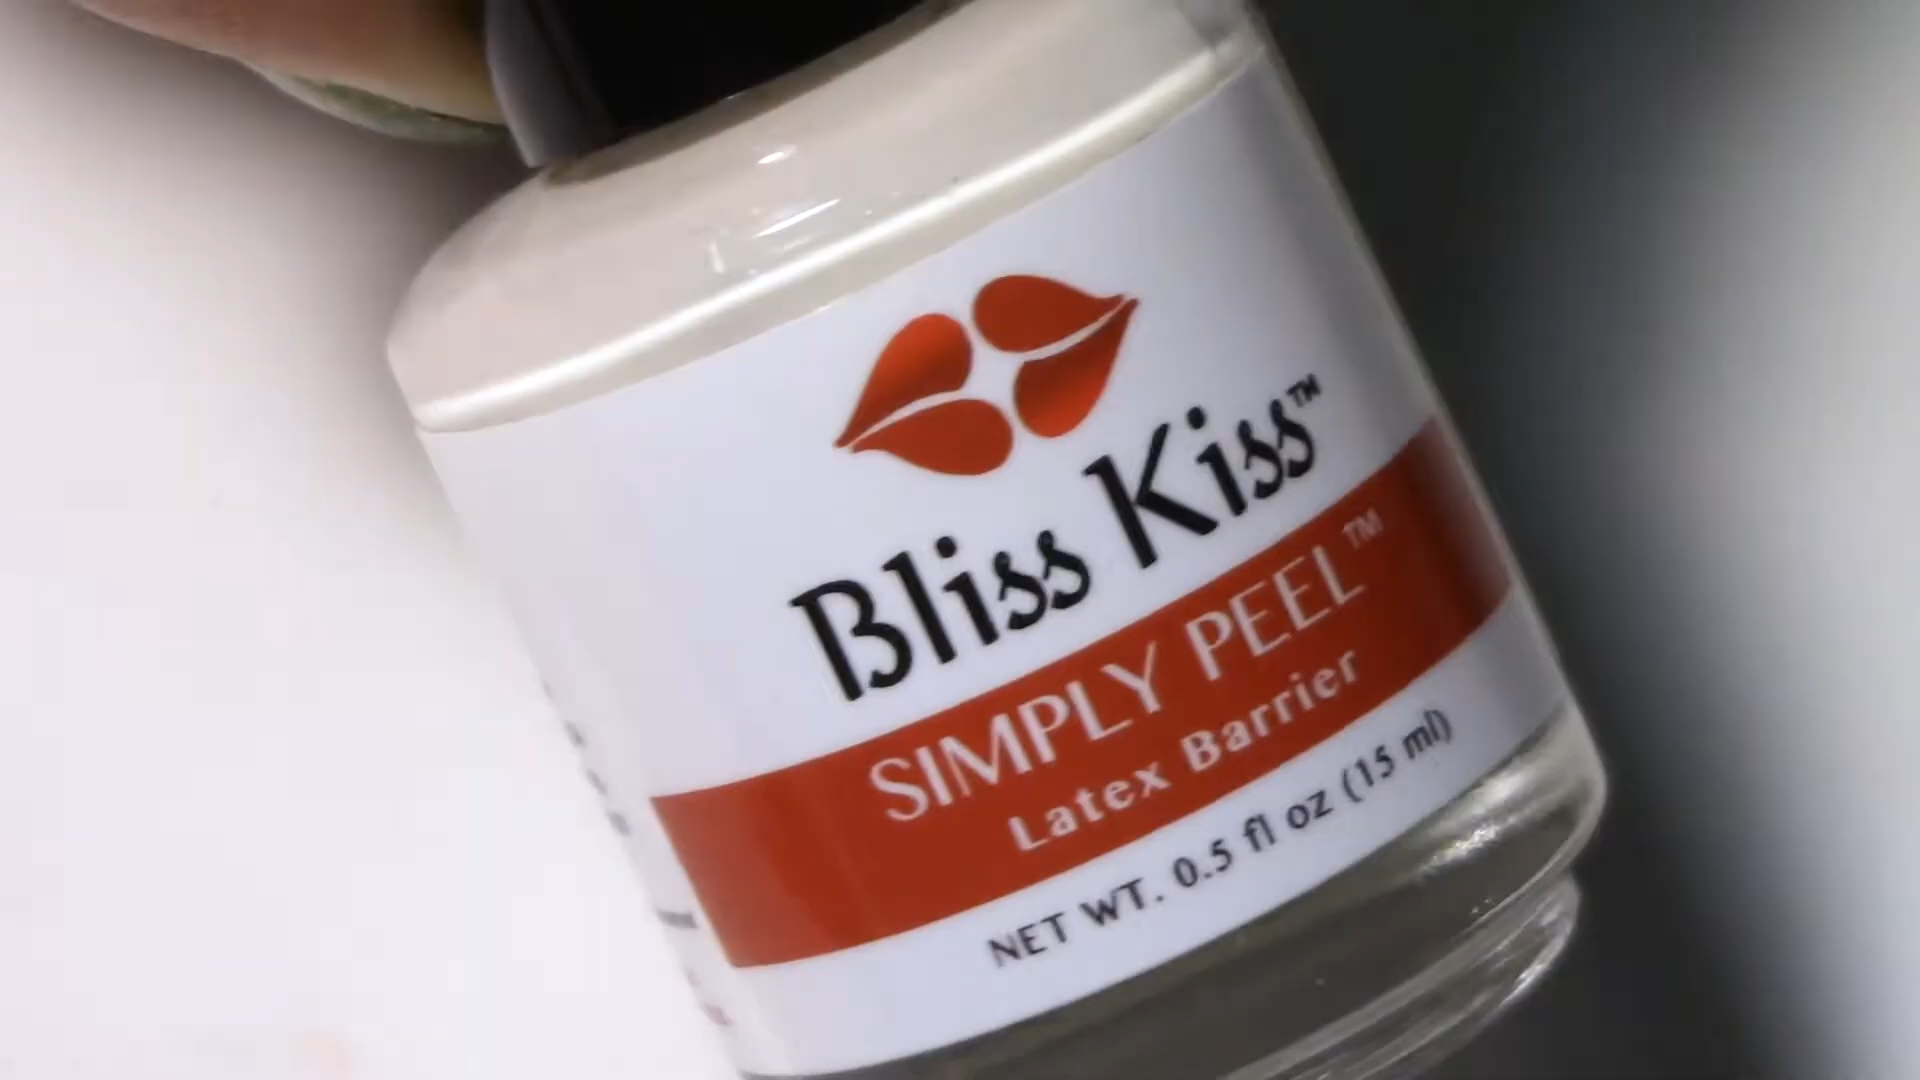 Bliss Kiss™
SIMPLY PEEL™
Latex Barrier
NET WT. 0.5 fl oz (15 ml)